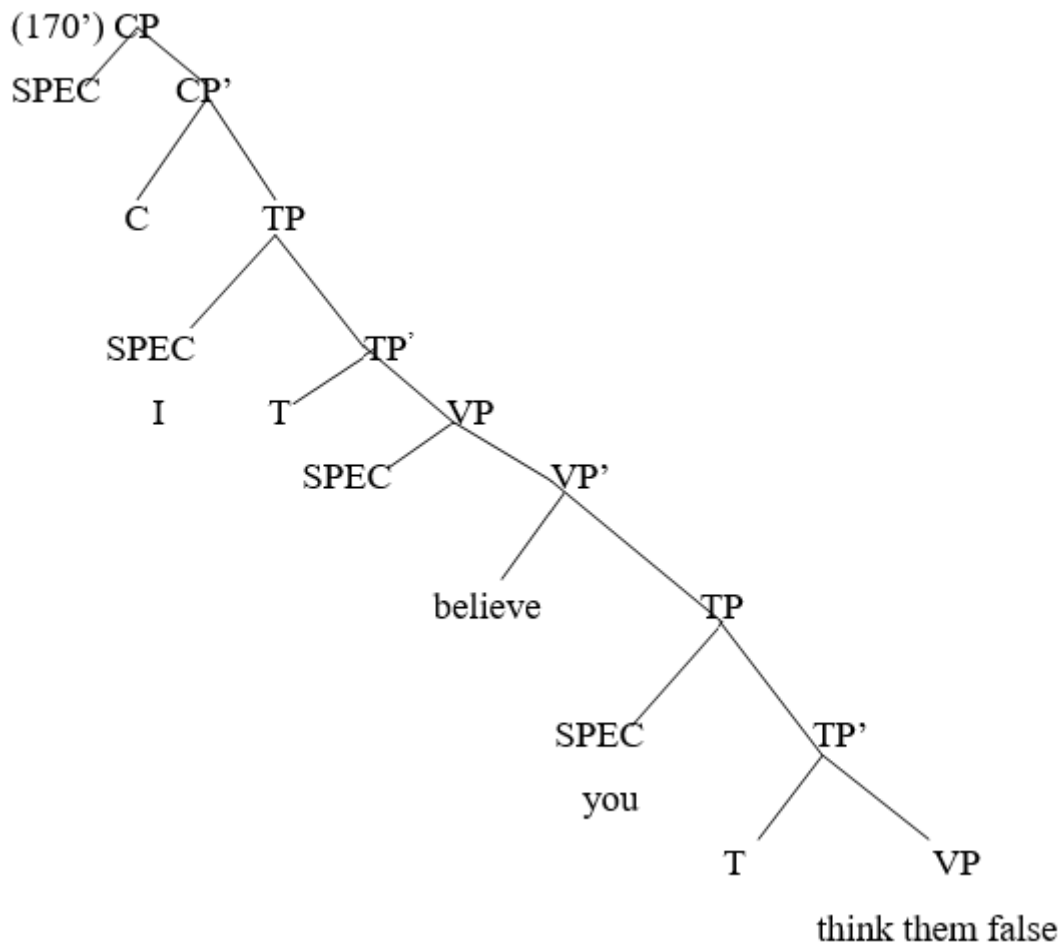 (170’) CP
SPEC CP’
C TP
SPEC TP’
I T VP
SPEC VP’
believe TP
SPEC TP’
you
T VP
think them false